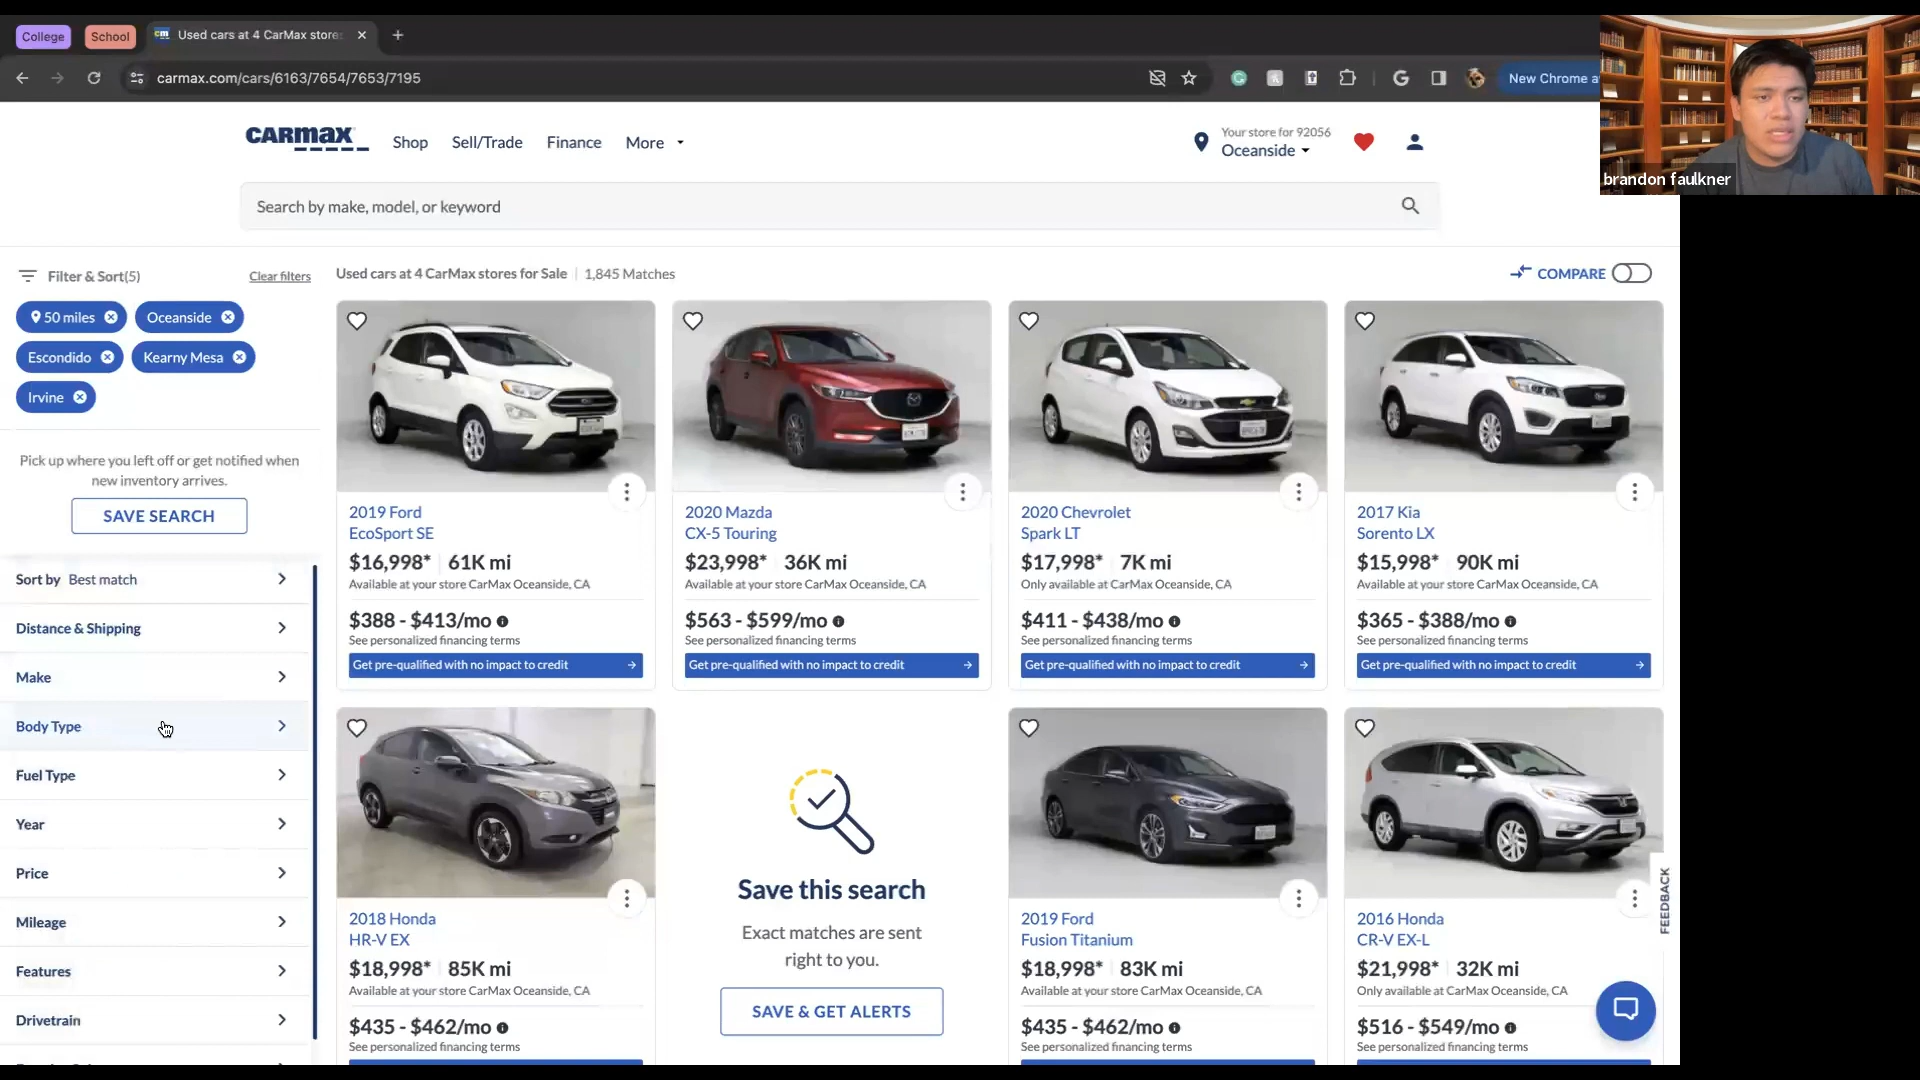 College
School
Used cars at 4 CarMax stores
carmax.com/cars/6163/7654/7653/7195
New Chrome a
brandon faulkner
CARMAX
Shop
Sell/Trade
Finance
More
Your store for 92056
Oceanside
Search by make, model, or keyword
Filter & Sort(5)
Clear filters
50 miles
Oceanside
Escondido
Kearny Mesa
Irvine
Pick up where you left off or get notified when
new inventory arrives.
SAVE SEARCH
Sort by Best match
Distance & Shipping
Make
Body Type
Fuel Type
Year
Price
Mileage
Features
Drivetrain
Used cars at 4 CarMax stores for Sale | 1,845 Matches
COMPARE
2019 Ford
EcoSport SE
$16,998* 61K mi
Available at your store CarMax Oceanside, CA
$388 - $413/mo
See personalized financing terms
Get pre-qualified with no impact to credit
2020 Mazda
CX-5 Touring
$23,998* 36K mi
Available at your store CarMax Oceanside, CA
$563 - $599/mo
See personalized financing terms
Get pre-qualified with no impact to credit
2020 Chevrolet
Spark LT
$17,998* 7K mi
Only available at CarMax Oceanside, CA
$411 - $438/mo
See personalized financing terms
Get pre-qualified with no impact to credit
2017 Kia
Sorento LX
$15,998* 90K mi
Available at your store CarMax Oceanside, CA
$365 - $388/mo
See personalized financing terms
Get pre-qualified with no impact to credit
2018 Honda
HR-V EX
$18,998* 85K mi
Available at your store CarMax Oceanside, CA
$435 - $462/mo
See personalized financing terms
Save this search
Exact matches are sent
right to you.
SAVE & GET ALERTS
2019 Ford
Fusion Titanium
$18,998* 83K mi
Available at your store CarMax Oceanside, CA
$435 - $462/mo
See personalized financing terms
2016 Honda
CR-V EX-L
$21,998* 32K mi
Only available at CarMax Oceanside, CA
$516 - $549/mo
See personalized financing terms
FEEDBACK